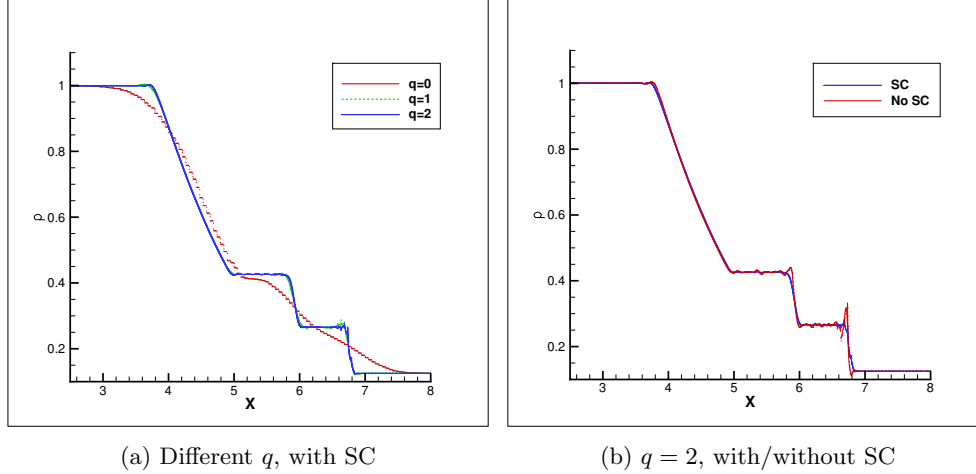 1
0.8
0.6
0.4
0.2
ρ
3 4 5 6 7 8
X
q=0
q=1
q=2
(a) Different q, with SC
1
0.8
0.6
0.4
0.2
ρ
3 4 5 6 7 8
X
SC
No SC
(b) q = 2, with/without SC